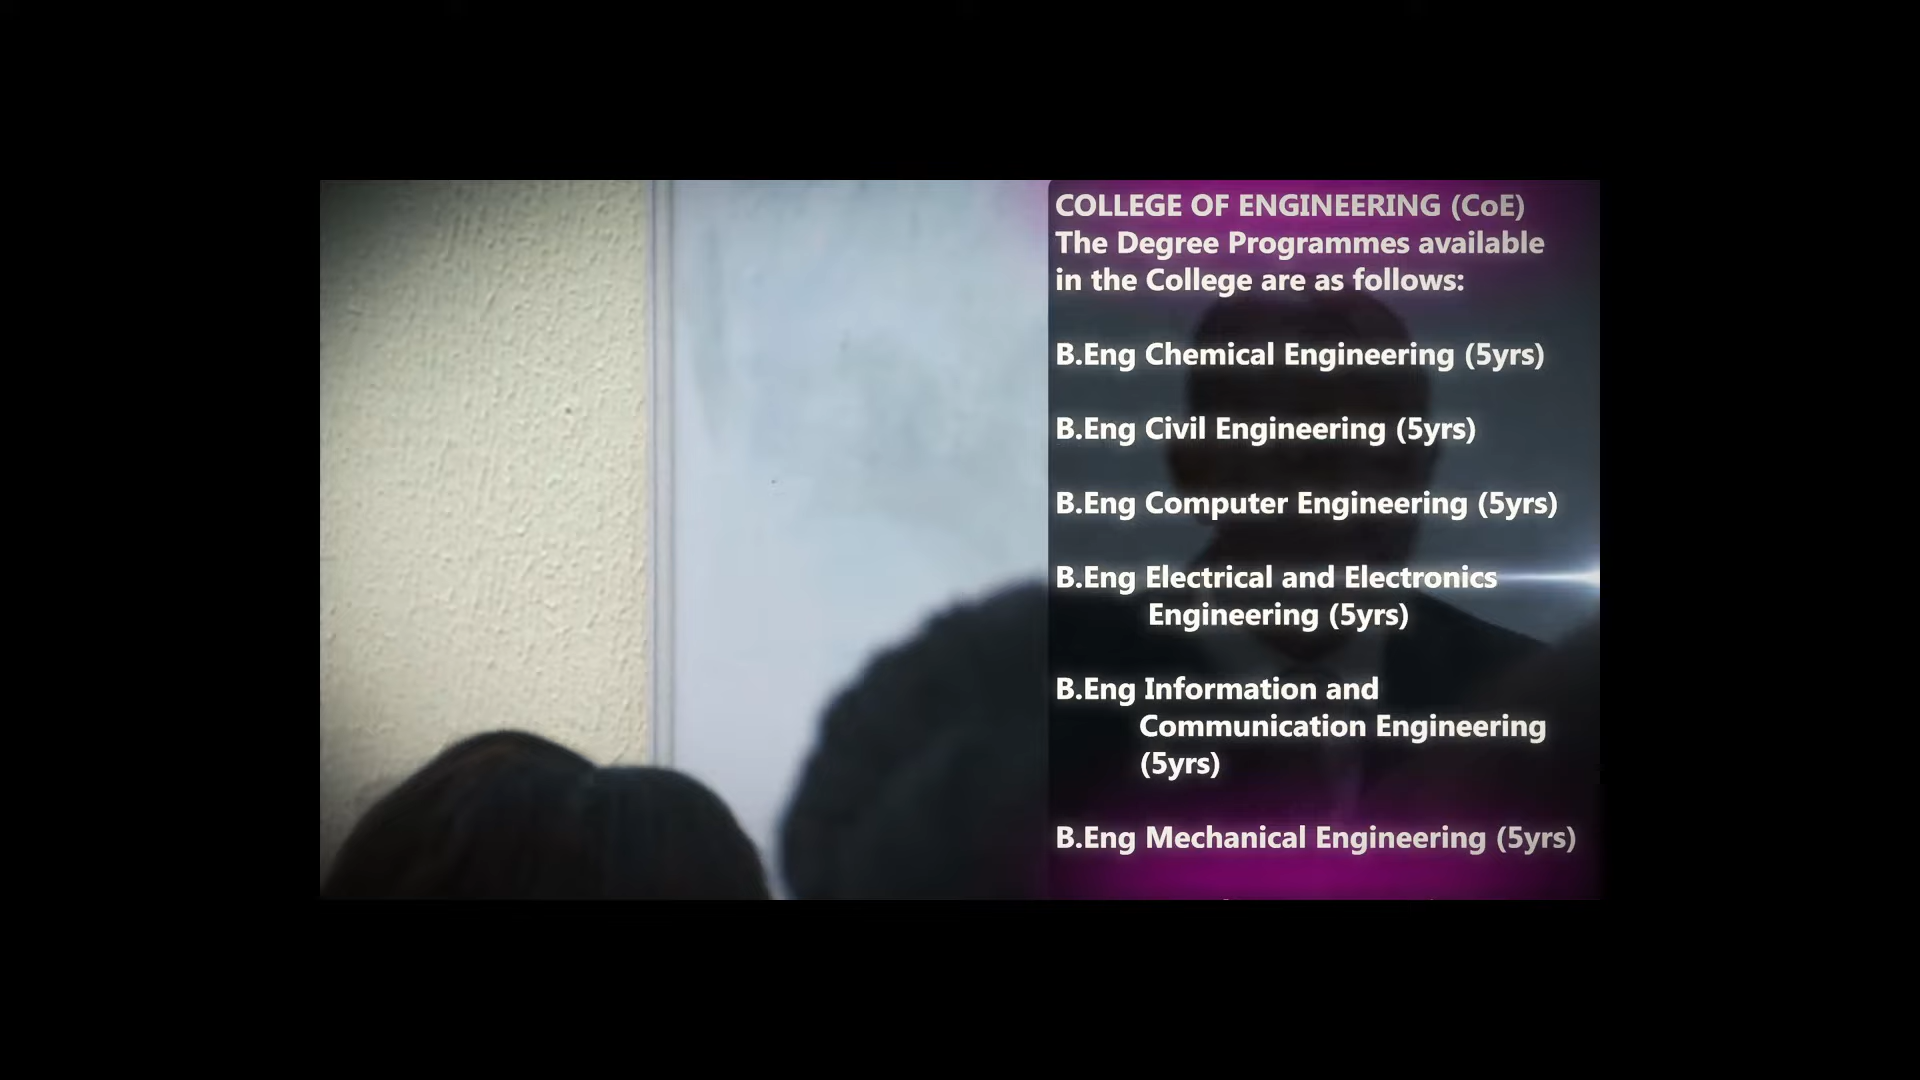 COLLEGE OF ENGINEERING (CoE)
The Degree Programmes available
in the College are as follows:
B.Eng Chemical Engineering (5yrs)
B.Eng Civil Engineering (5yrs)
B.Eng Computer Engineering (5yrs)
B.Eng Electrical and Electronics
Engineering (5yrs)
B.Eng Information and
Communication Engineering
(5yrs)
B.Eng Mechanical Engineering (5yrs)